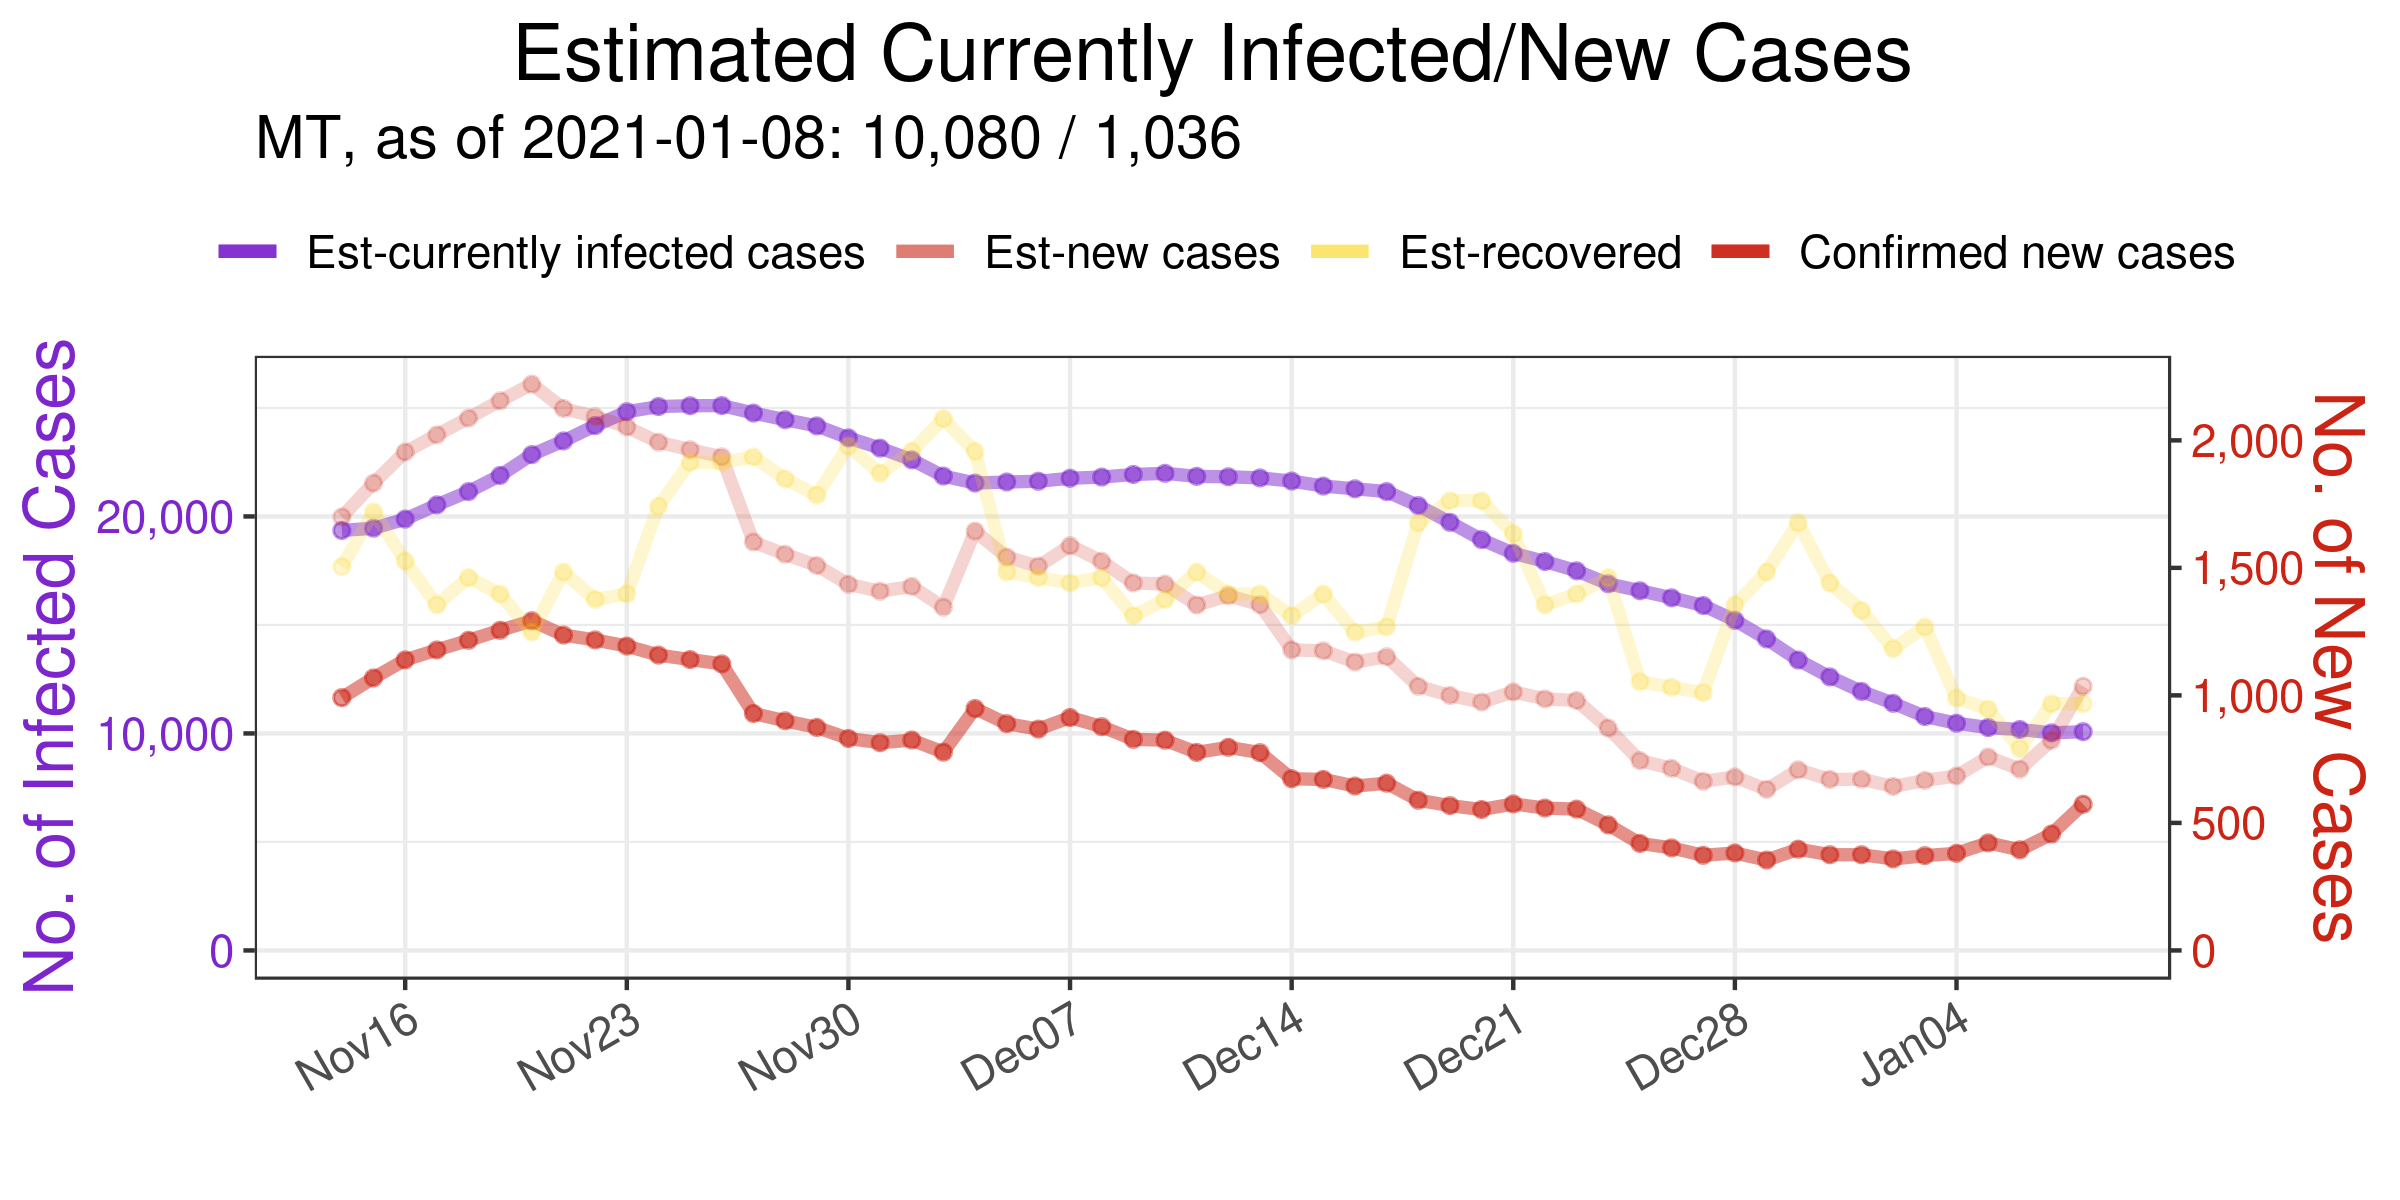 Estimated Currently Infected/New Cases
MT, as of 2021-01-08: 10,080 / 1,036
Est-currently infected cases Est-new cases Est-recovered Confirmed new cases
No. of Infected Cases
20,000
10,000
0
2,000
1,500
1,000
500
0
No. of New Cases
Nov16 Nov23 Nov30 Dec07 Dec14 Dec21 Dec28 Jan04